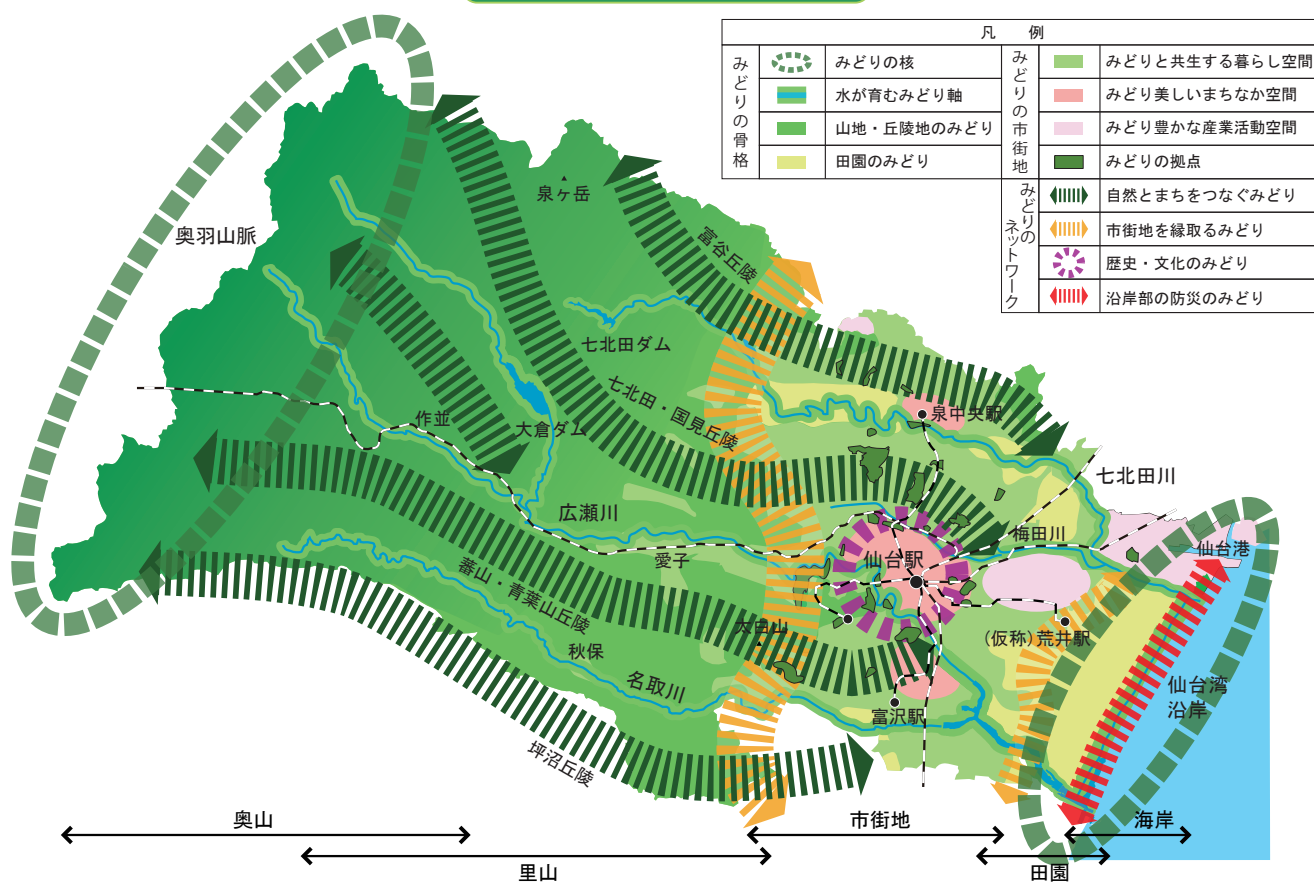 凡 例
みどりの骨格
みどりの核
水が育むみどり軸
山地・丘陵地のみどり
田園のみどり
みどりの市街地
みどりと共生する暮らし空間
みどり美しいまちなか空間
みどり豊かな産業活動空間
みどりの拠点
みどりのネットワーク
自然とまちをつなぐみどり
市街地を縁取るみどり
歴史・文化のみどり
沿岸部の防災のみどり
泉ヶ岳
奥羽山脈
富谷丘陵
七北田ダム
七北田・国見丘陵
作並
大倉ダム
泉中央駅
七北田川
広瀬川
梅田川
仙台港
愛子
仙台駅
蕃山・青葉山丘陵
太白山
(仮称)荒井駅
秋保
名取川
富沢駅
仙台湾
沿岸
坪沼丘陵
奥山
市街地
海岸
里山
田園